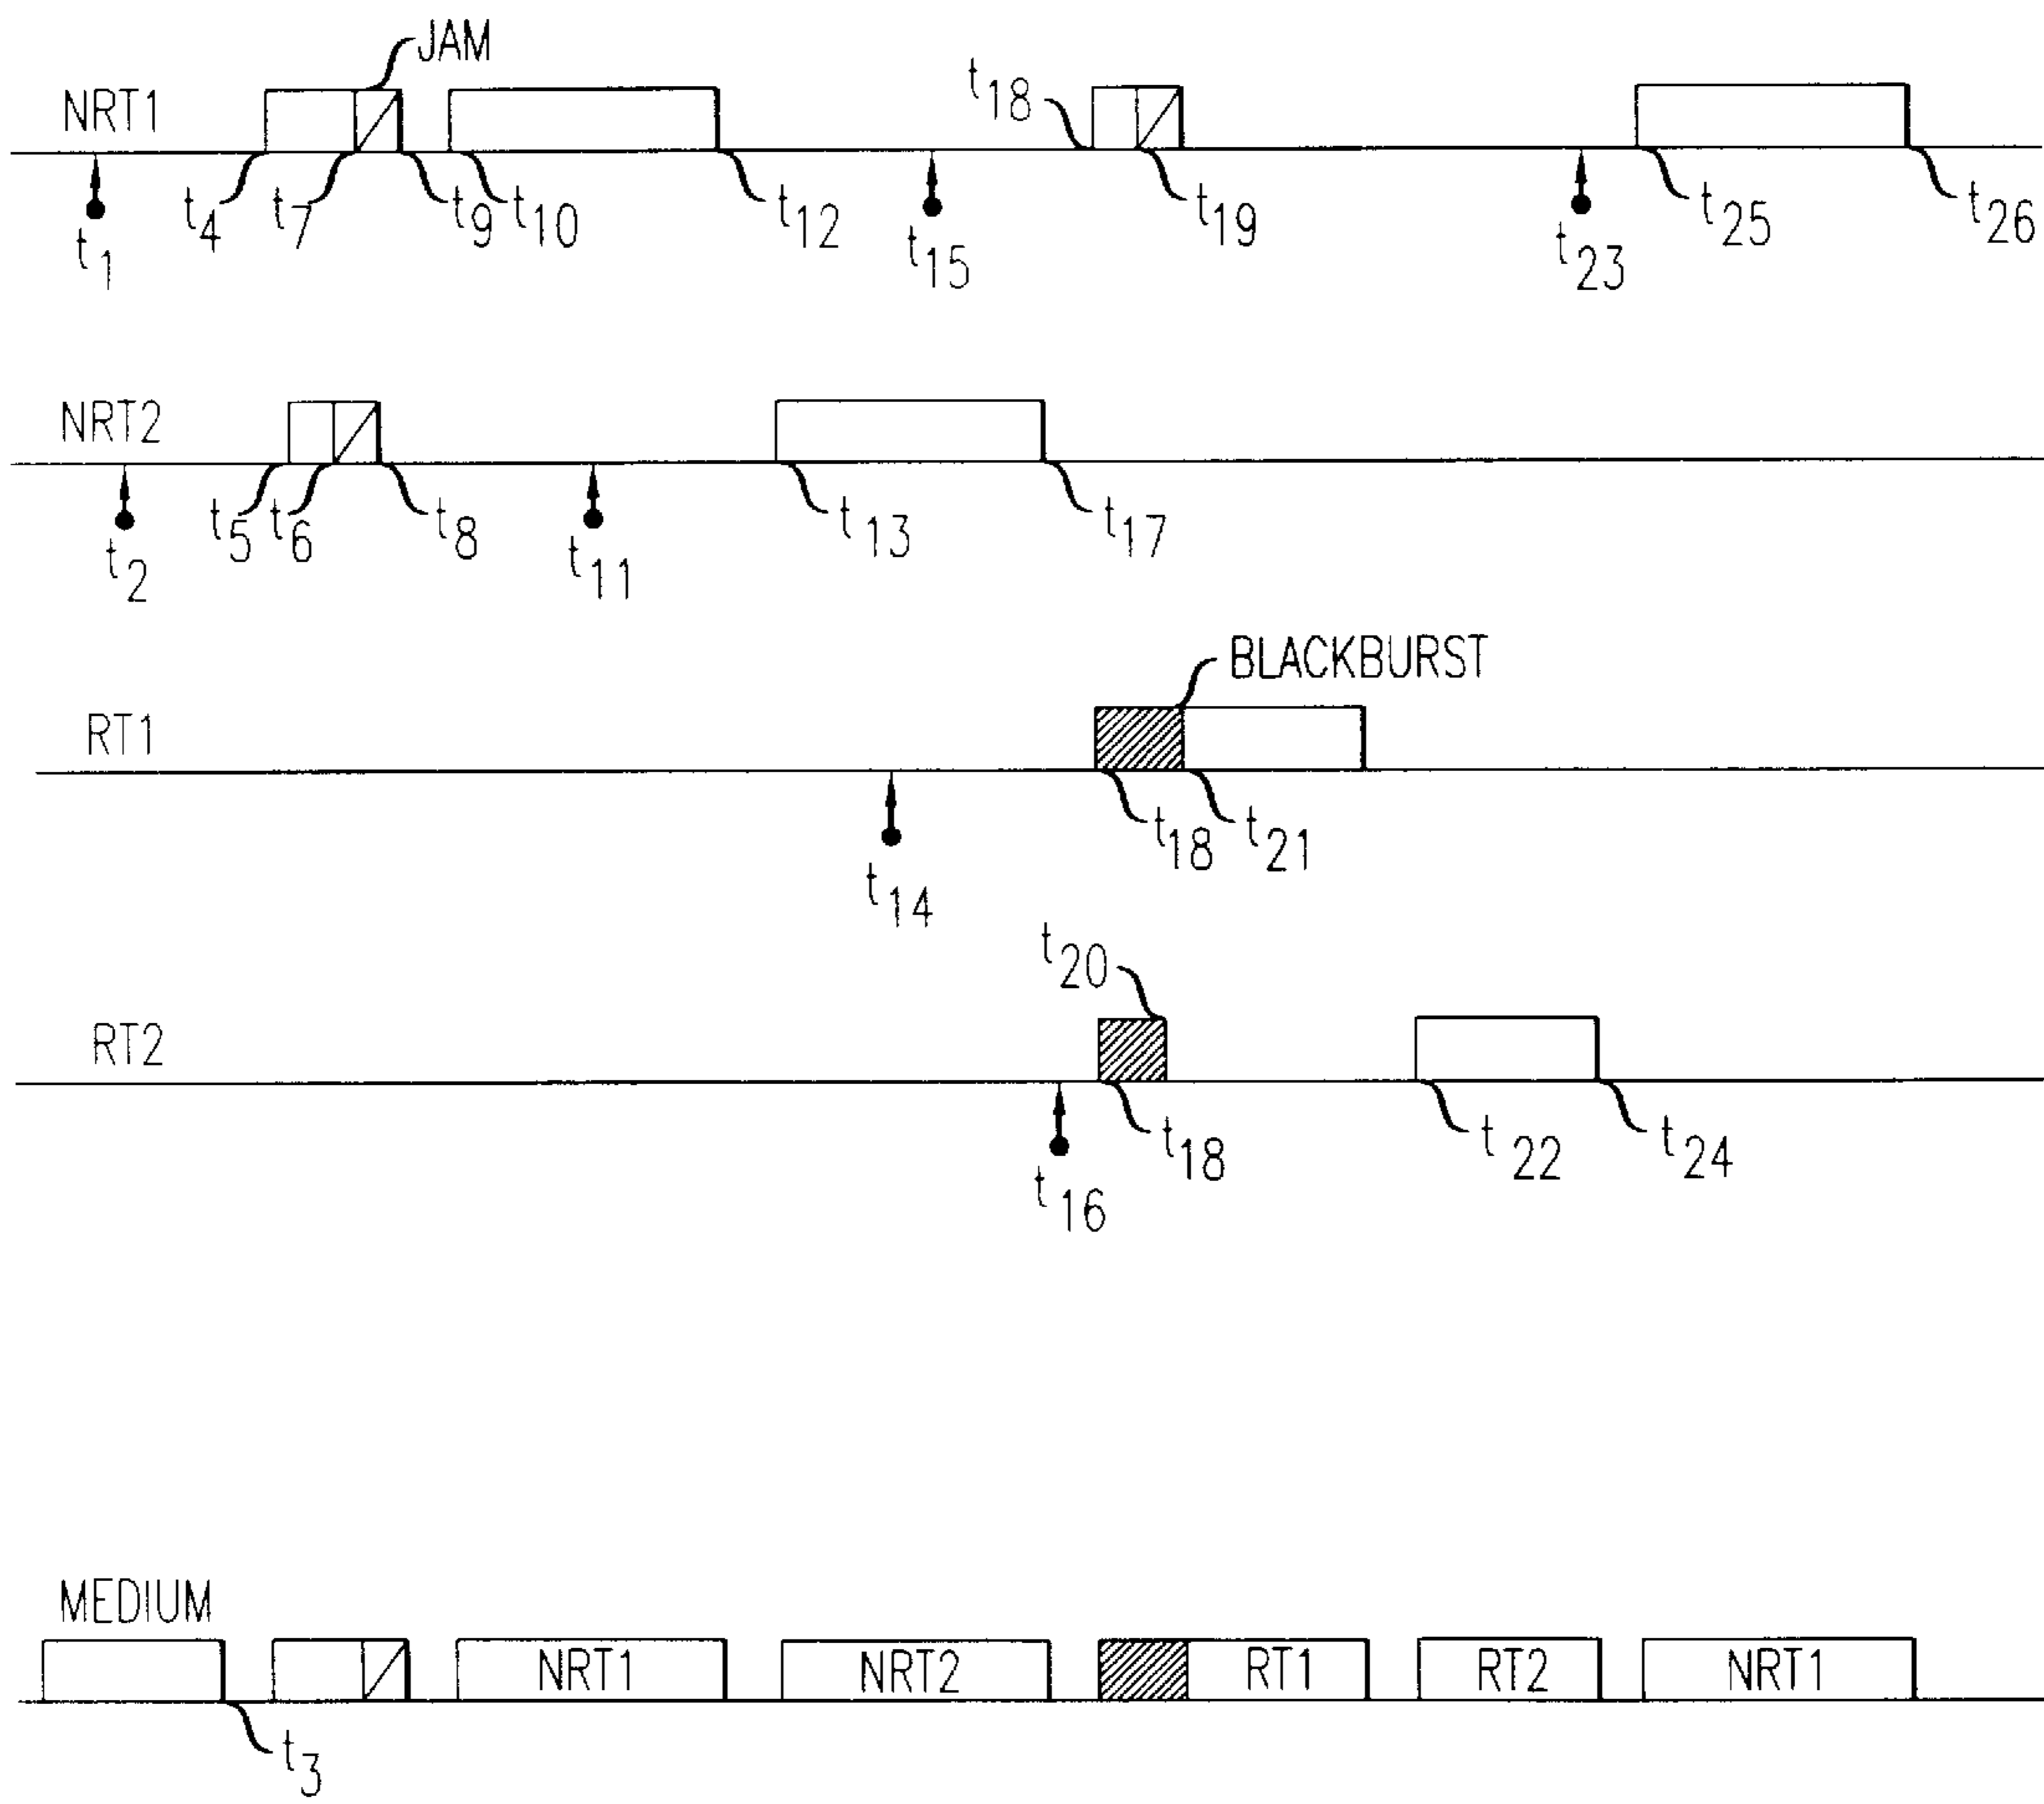 JAM
NRT1
t18
t4 t7 t9 t10 t12 t19 t25 t26
t1 t15 t23
NRT2
t5 t6 t8 t13 t17
t2 t11
BLACKBURST
RT1
t18 t21
t14
t20
RT2
t18 t22 t24
t16
MEDIUM
NRT1 NRT2 RT1 RT2 NRT1
t3